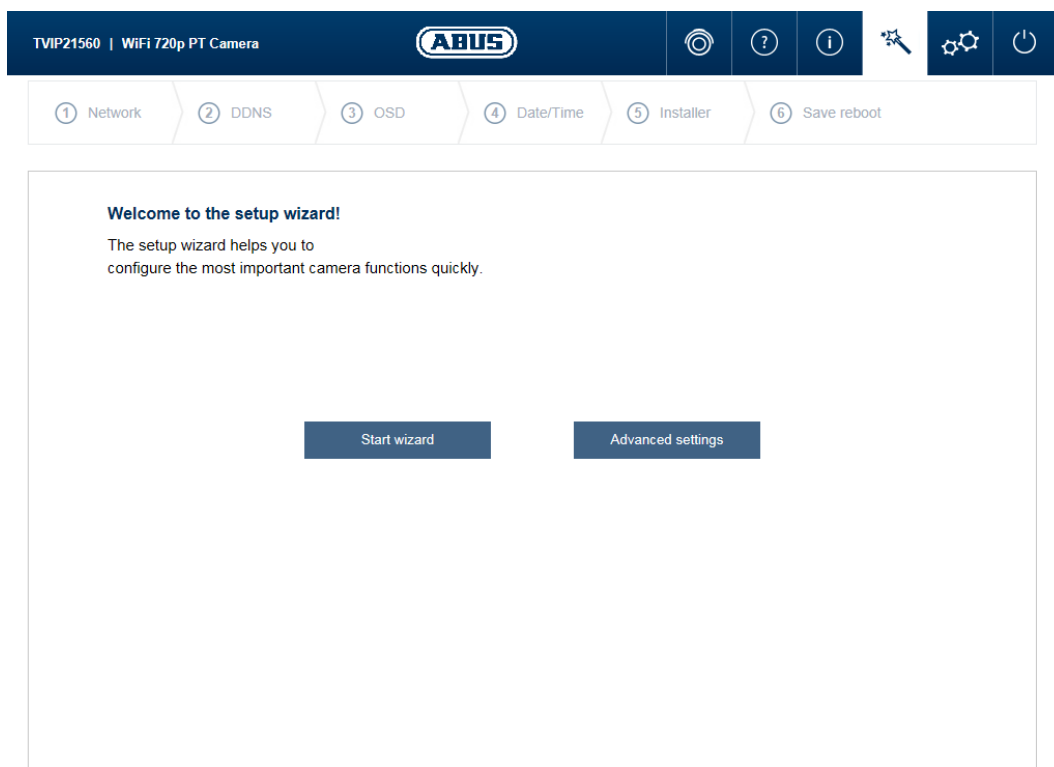 TVIP21560 | WiFi 720p PT Camera
ABUS
?
i
1 Network
2 DDNS
3 OSD
4 Date/Time
5 Installer
6 Save reboot
Welcome to the setup wizard!
The setup wizard helps you to
configure the most important camera functions quickly.
Start wizard
Advanced settings